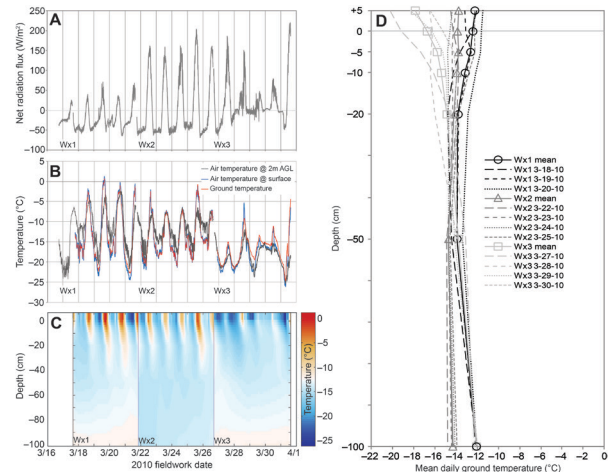 A
Net radiation flux (W/m²)
250
200
150
100
50
0
−50
−100
Wx1
Wx2
Wx3
B
Temperature (°C)
5
0
−5
−10
−15
−20
−25
−30
Air temperature @ 2m AGL
Air temperature @ surface
Ground temperature
Wx1
Wx2
Wx3
C
Depth (cm)
0
−20
−40
−60
−80
−100
Wx1
Wx2
Wx3
3/16
3/18
3/20
3/22
3/24
3/26
3/28
3/30
4/1
2010 fieldwork date
0
−5
−10
−15
−20
−25
Temperature (°C)
D
Depth (cm)
+5
0
−5
−10
−20
−50
−100
Wx1 mean
Wx1 3-18-10
Wx1 3-19-10
Wx1 3-20-10
Wx2 mean
Wx2 3-22-10
Wx2 3-23-10
Wx2 3-24-10
Wx2 3-25-10
Wx3 mean
Wx3 3-27-10
Wx3 3-28-10
Wx3 3-29-10
Wx3 3-30-10
−22 −20 −18 −16 −14 −12 −10 −8 −6 −4 −2 0
Mean daily ground temperature (°C)